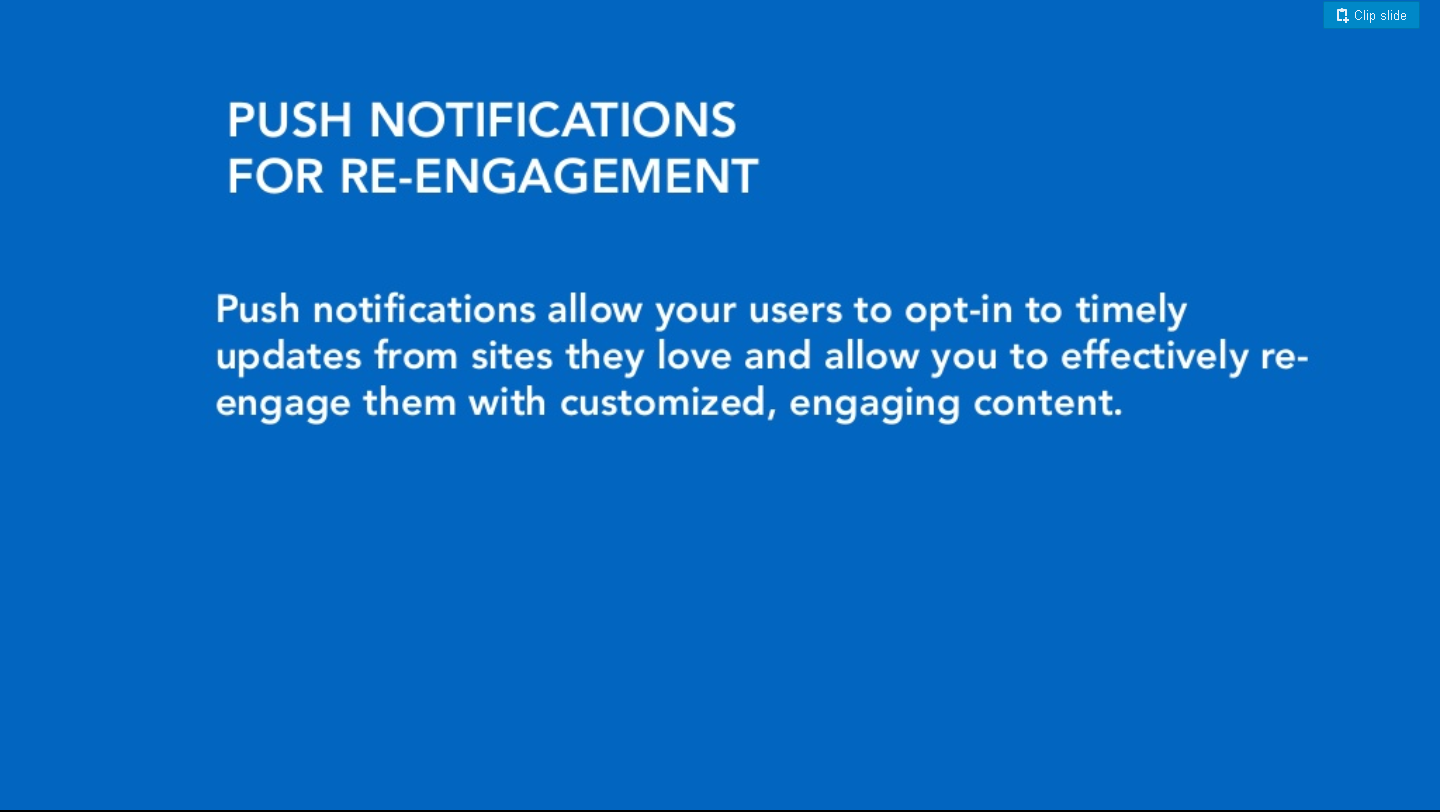 Clip slide
PUSH NOTIFICATIONS
FOR RE-ENGAGEMENT
Push notifications allow your users to opt-in to timely
updates from sites they love and allow you to effectively re-
engage them with customized, engaging content.